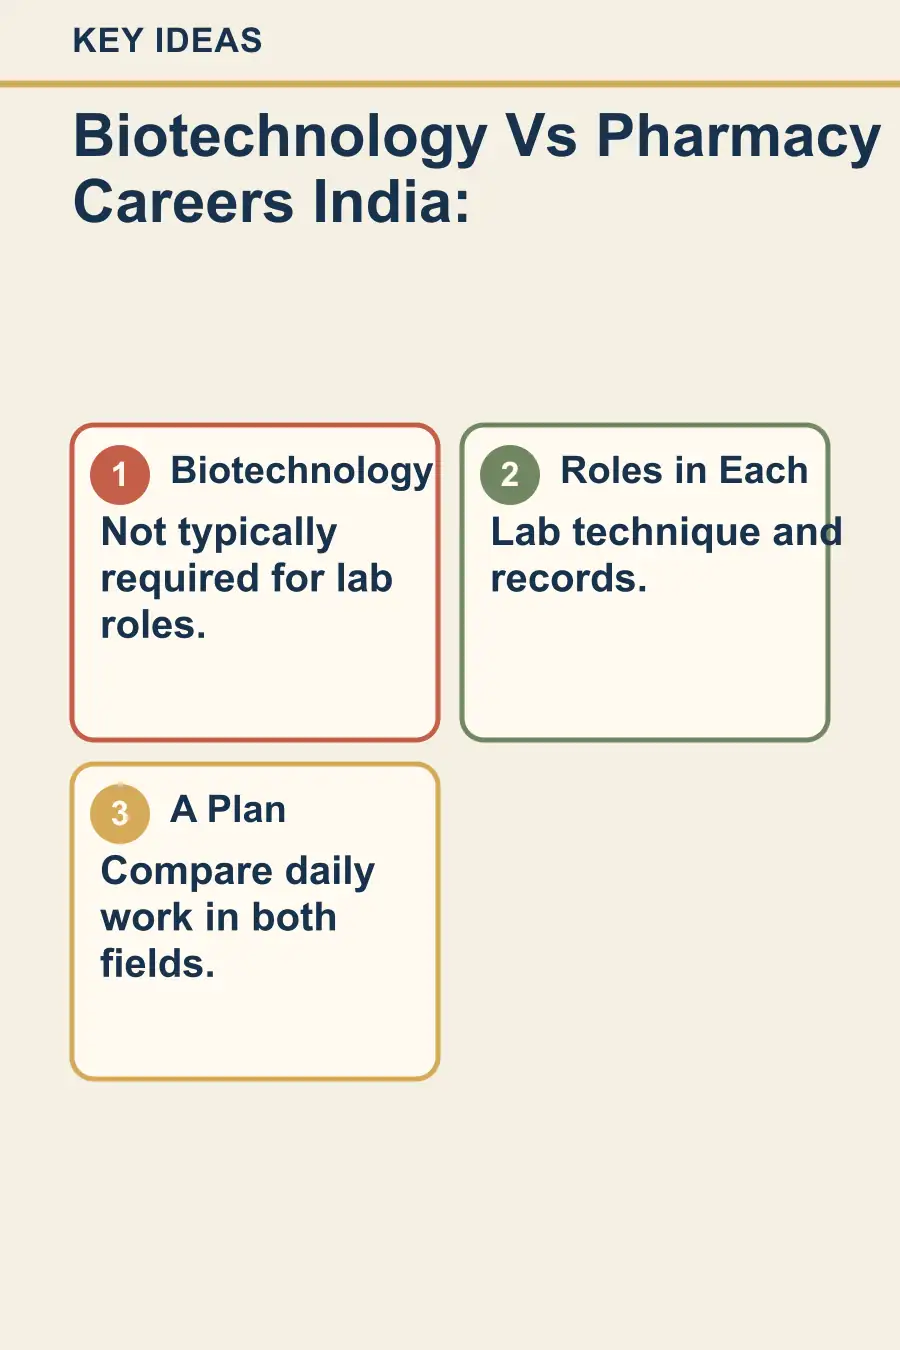 KEY IDEAS
Biotechnology Vs Pharmacy
Careers India:
1 Biotechnology
Not typically
required for lab
roles.
2 Roles in Each
Lab technique and
records.
3 A Plan
Compare daily
work in both
fields.